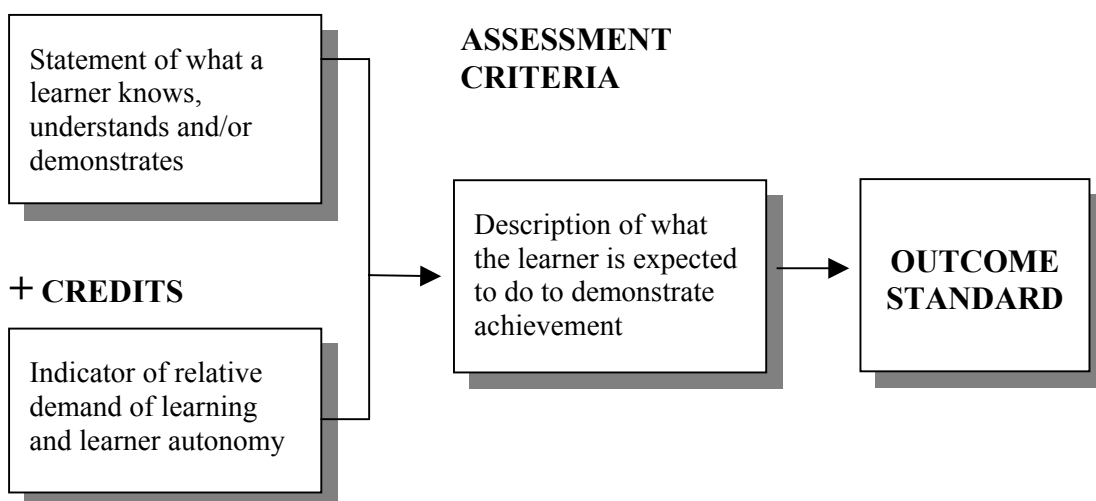 Statement of what a
learner knows,
understands and/or
demonstrates
+ CREDITS
Indicator of relative
demand of learning
and learner autonomy
ASSESSMENT
CRITERIA
Description of what
the learner is expected
to do to demonstrate
achievement
OUTCOME
STANDARD